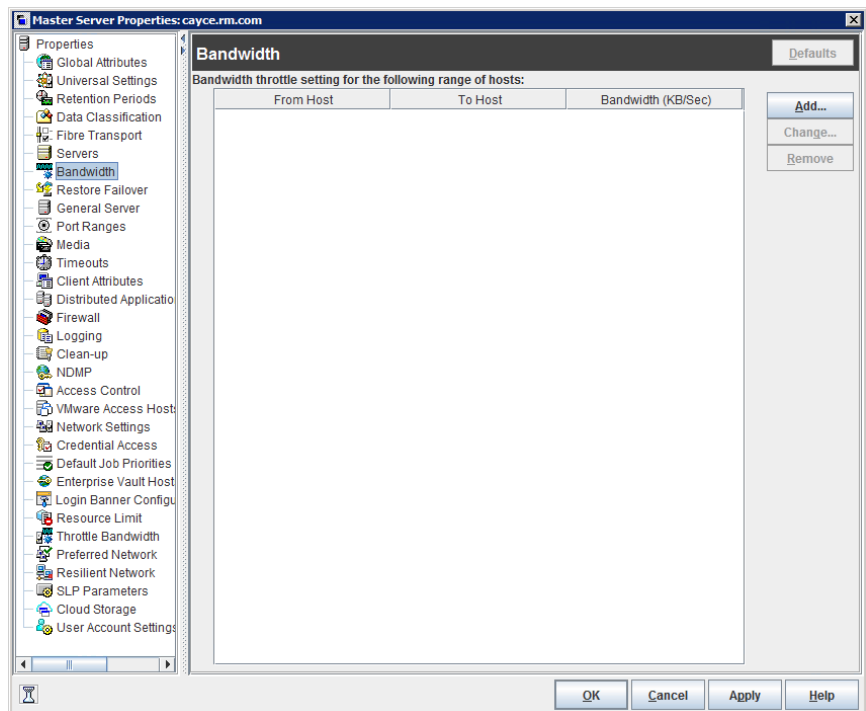 Master Server Properties: cayce.rm.com
Properties
Global Attributes
Universal Settings
Retention Periods
Data Classification
Fibre Transport
Servers
Bandwidth
Restore Failover
General Server
Port Ranges
Media
Timeouts
Client Attributes
Distributed Applicatio
Firewall
Logging
Clean-up
NDMP
Access Control
VMware Access Hosts
Network Settings
Credential Access
Default Job Priorities
Enterprise Vault Host
Login Banner Configu
Resource Limit
Throttle Bandwidth
Preferred Network
Resilient Network
SLP Parameters
Cloud Storage
User Account Settings
Bandwidth
Defaults
Bandwidth throttle setting for the following range of hosts:
From Host To Host Bandwidth (KB/Sec)
Add...
Change...
Remove
OK Cancel Apply Help